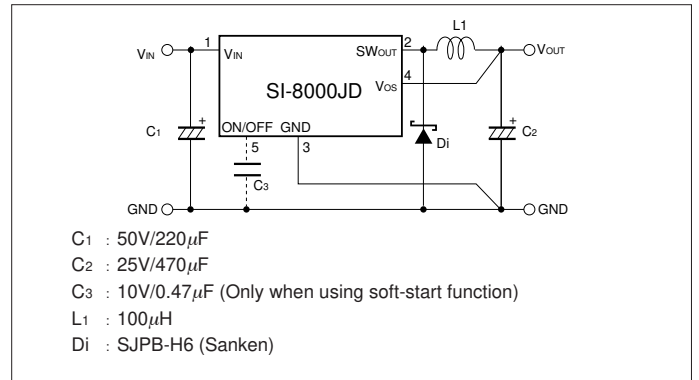 L1
VIN 1 VIN SWOUT 2 VOUT
SI-8000JD VOS 4
C1 + ON/OFF GND Di + C2
5 3
C3
GND GND
C1 : 50V/220μF
C2 : 25V/470μF
C3 : 10V/0.47μF (Only when using soft-start function)
L1 : 100μH
Di : SJPB-H6 (Sanken)